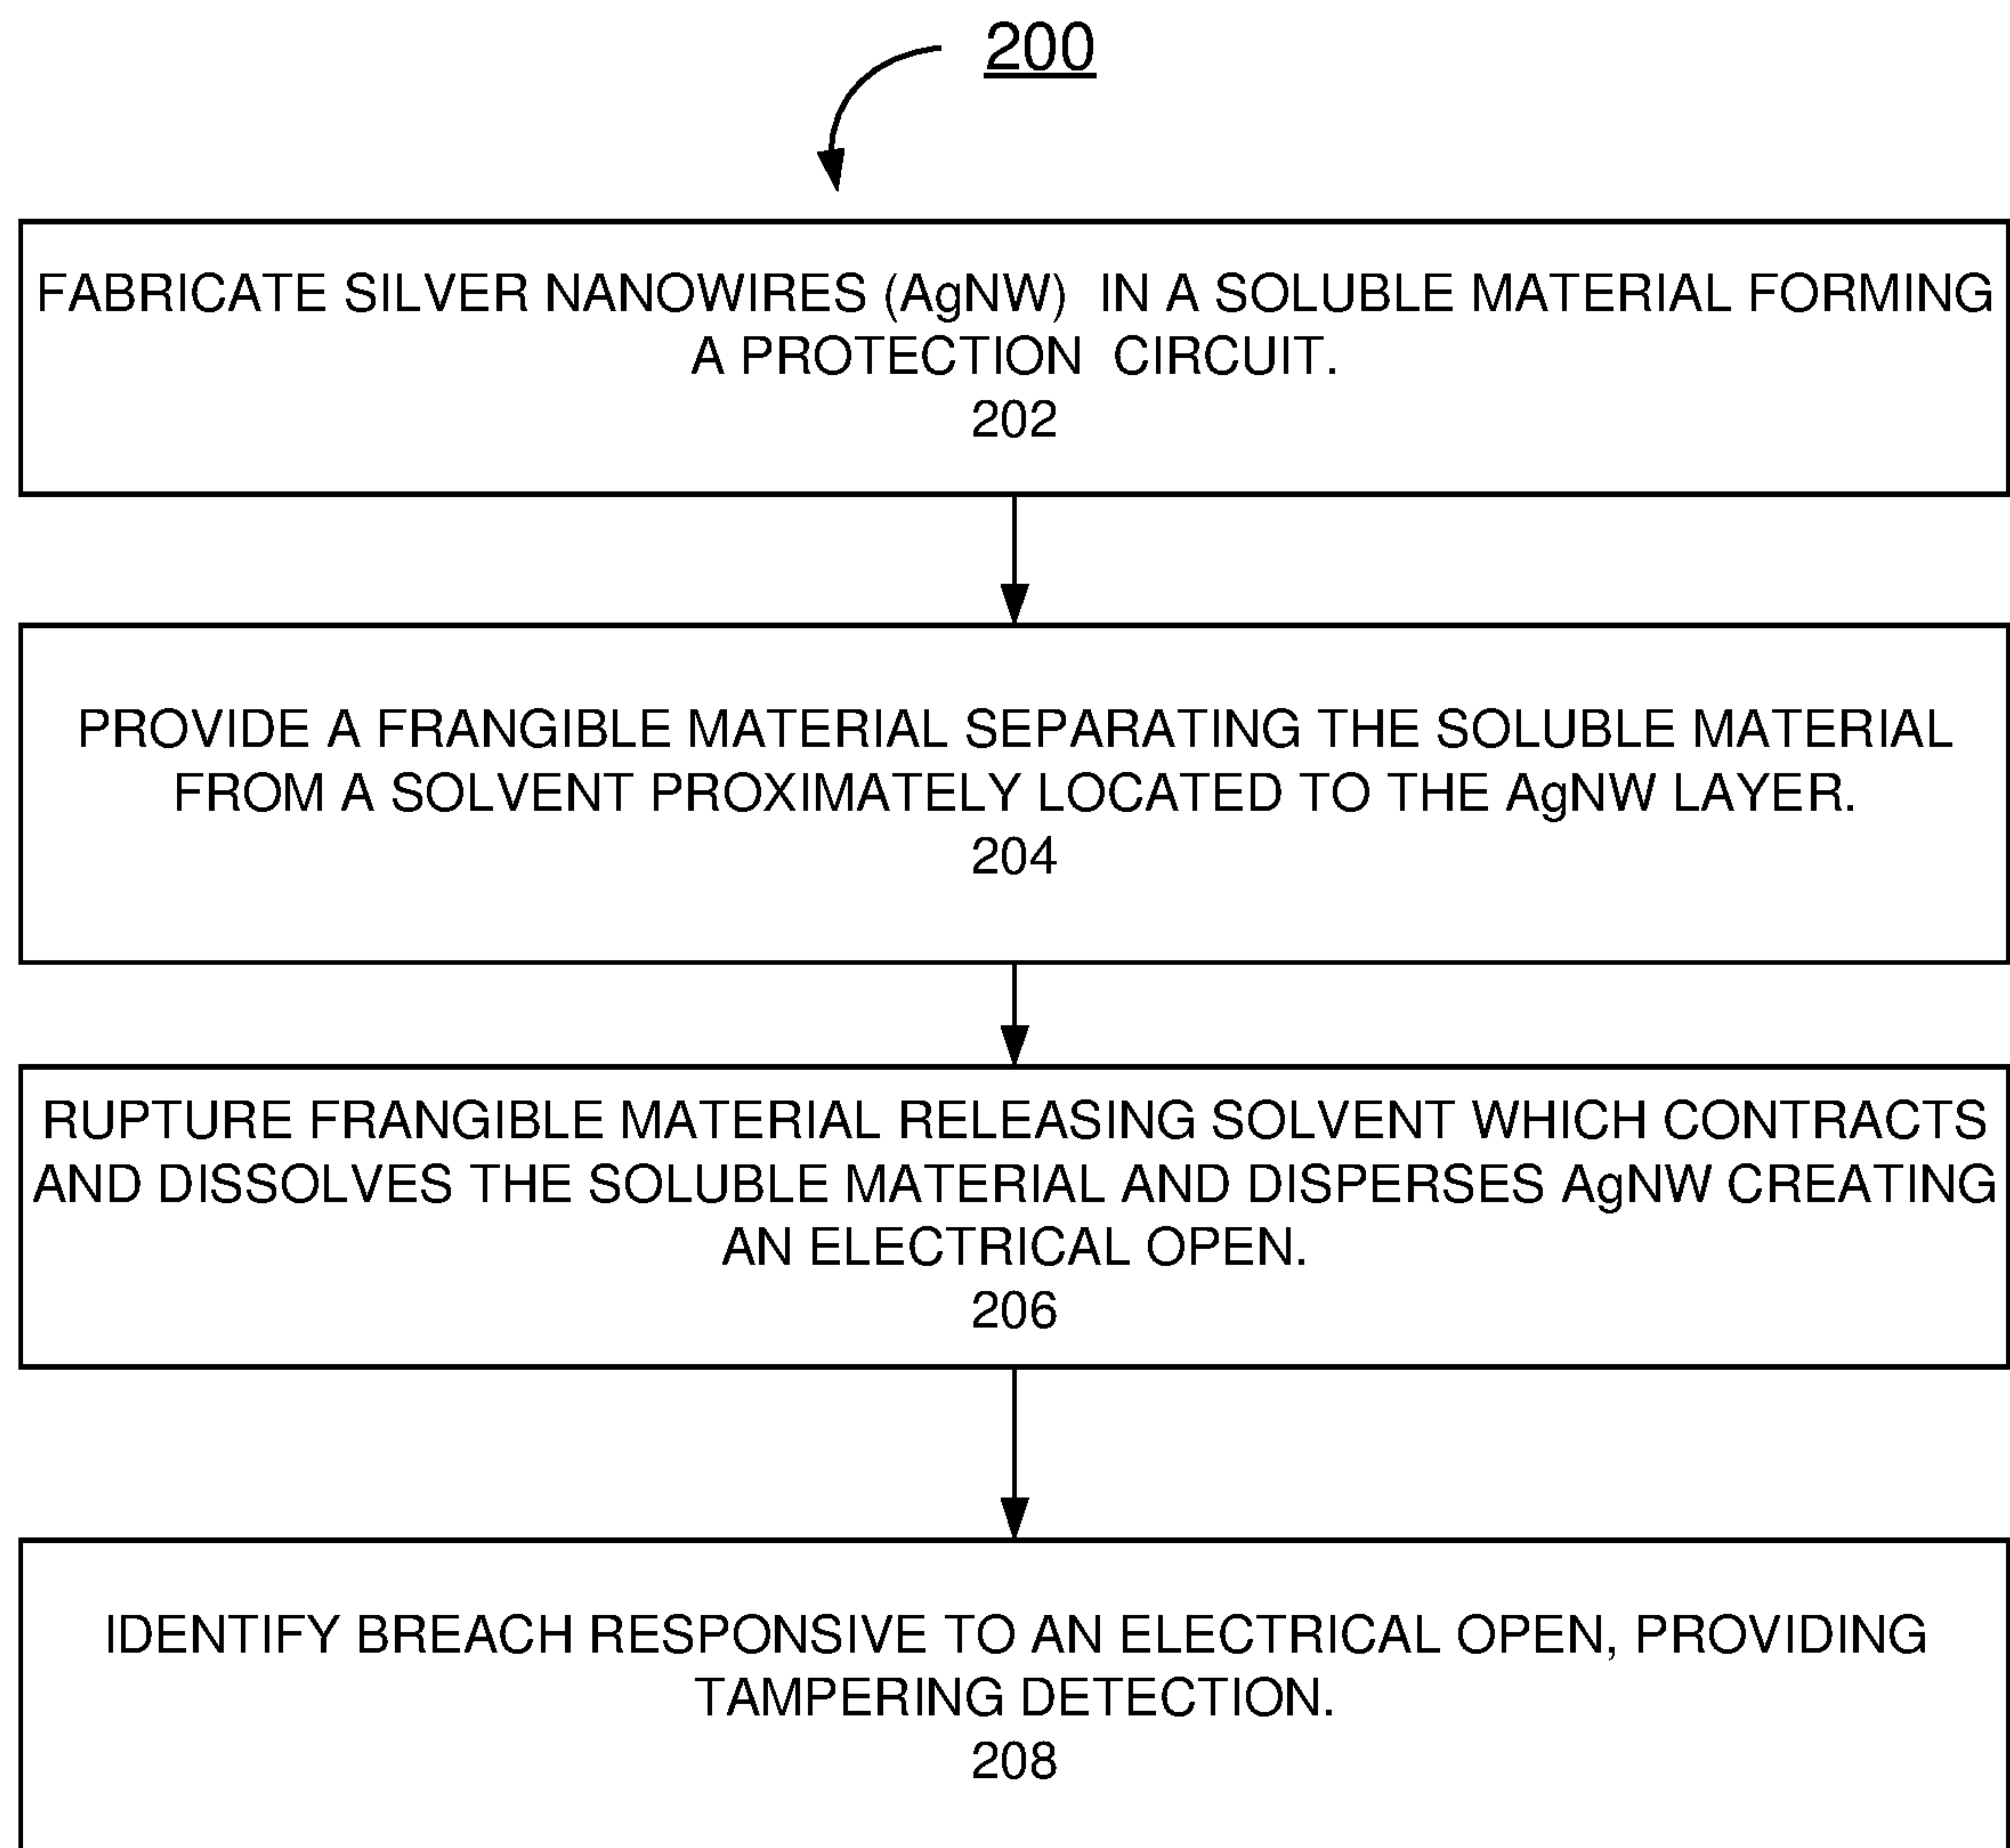 200
FABRICATE SILVER NANOWIRES (AgNW) IN A SOLUBLE MATERIAL FORMING
A PROTECTION CIRCUIT.
202
PROVIDE A FRANGIBLE MATERIAL SEPARATING THE SOLUBLE MATERIAL
FROM A SOLVENT PROXIMATELY LOCATED TO THE AgNW LAYER.
204
RUPTURE FRANGIBLE MATERIAL RELEASING SOLVENT WHICH CONTRACTS
AND DISSOLVES THE SOLUBLE MATERIAL AND DISPERSES AgNW CREATING
AN ELECTRICAL OPEN.
206
IDENTIFY BREACH RESPONSIVE TO AN ELECTRICAL OPEN, PROVIDING
TAMPERING DETECTION.
208